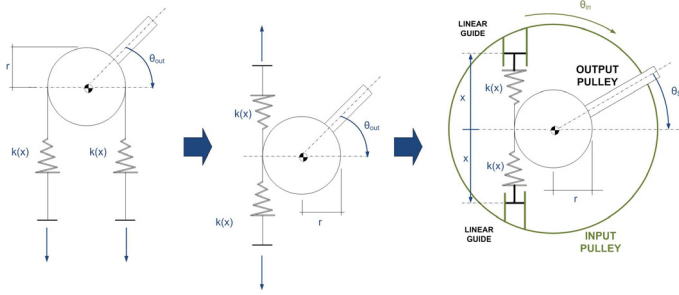 r
θout
k(x)
k(x)
k(x)
k(x)
θout
r
θin
LINEAR
GUIDE
x
x
k(x)
k(x)
OUTPUT
PULLEY
r
LINEAR
GUIDE
INPUT
PULLEY